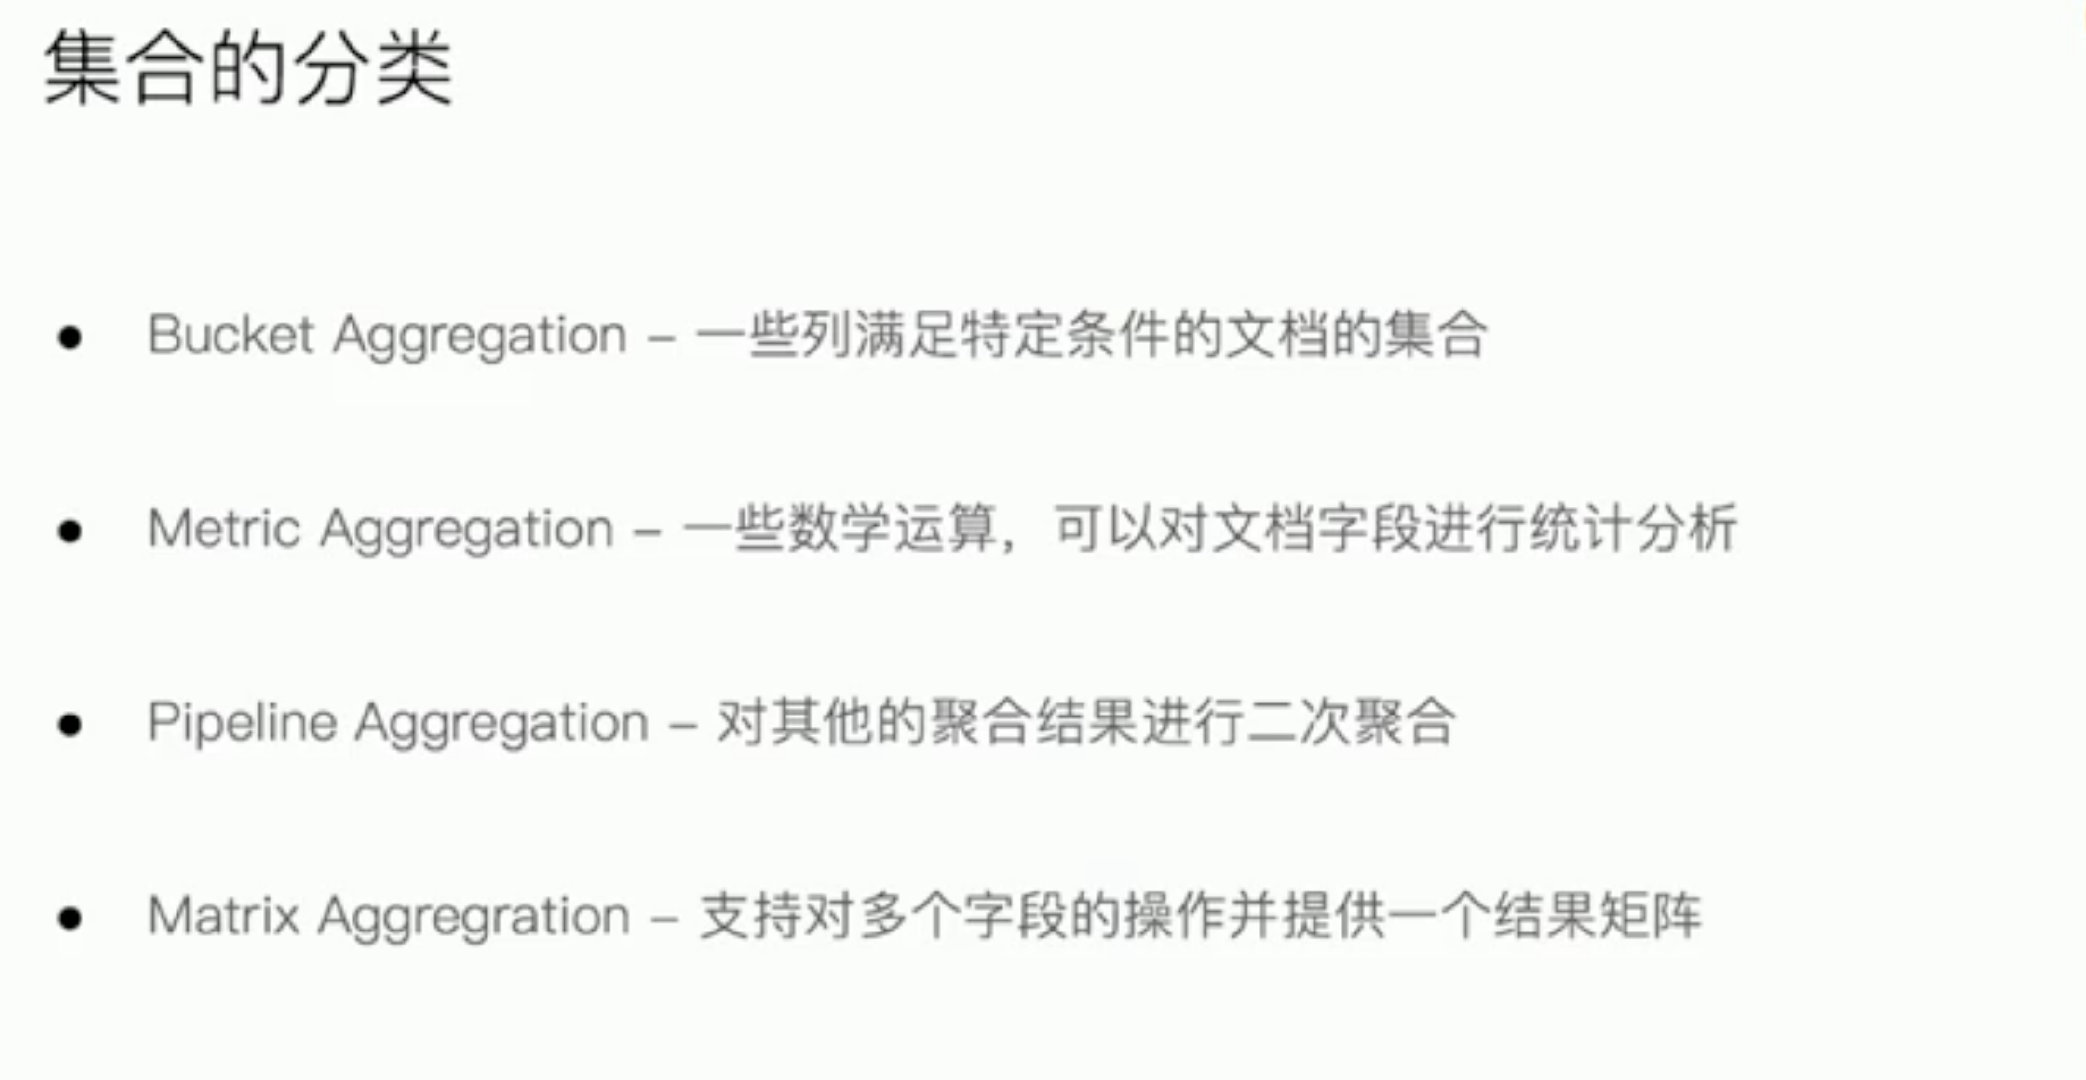 集合的分类
● Bucket Aggregation – 一些列满足特定条件的文档的集合
● Metric Aggregation – 一些数学运算，可以对文档字段进行统计分析
● Pipeline Aggregation – 对其他的聚合结果进行二次聚合
● Matrix Aggregration – 支持对多个字段的操作并提供一个结果矩阵